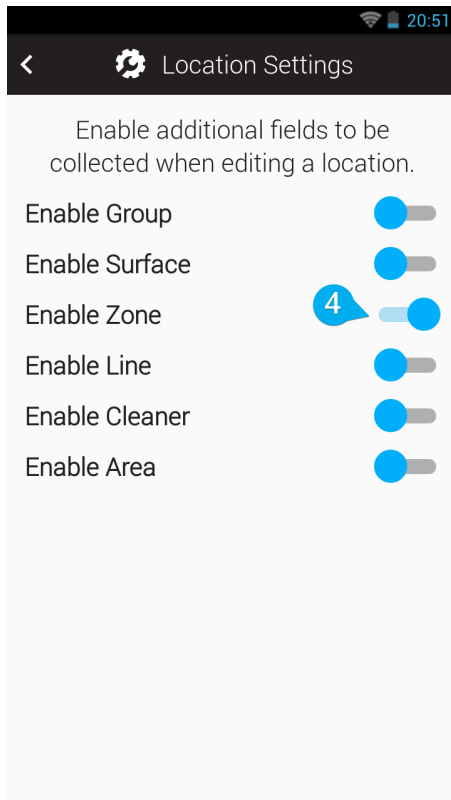 20:51
Location Settings
Enable additional fields to be
collected when editing a location.
Enable Group
Enable Surface
Enable Zone
4
Enable Line
Enable Cleaner
Enable Area